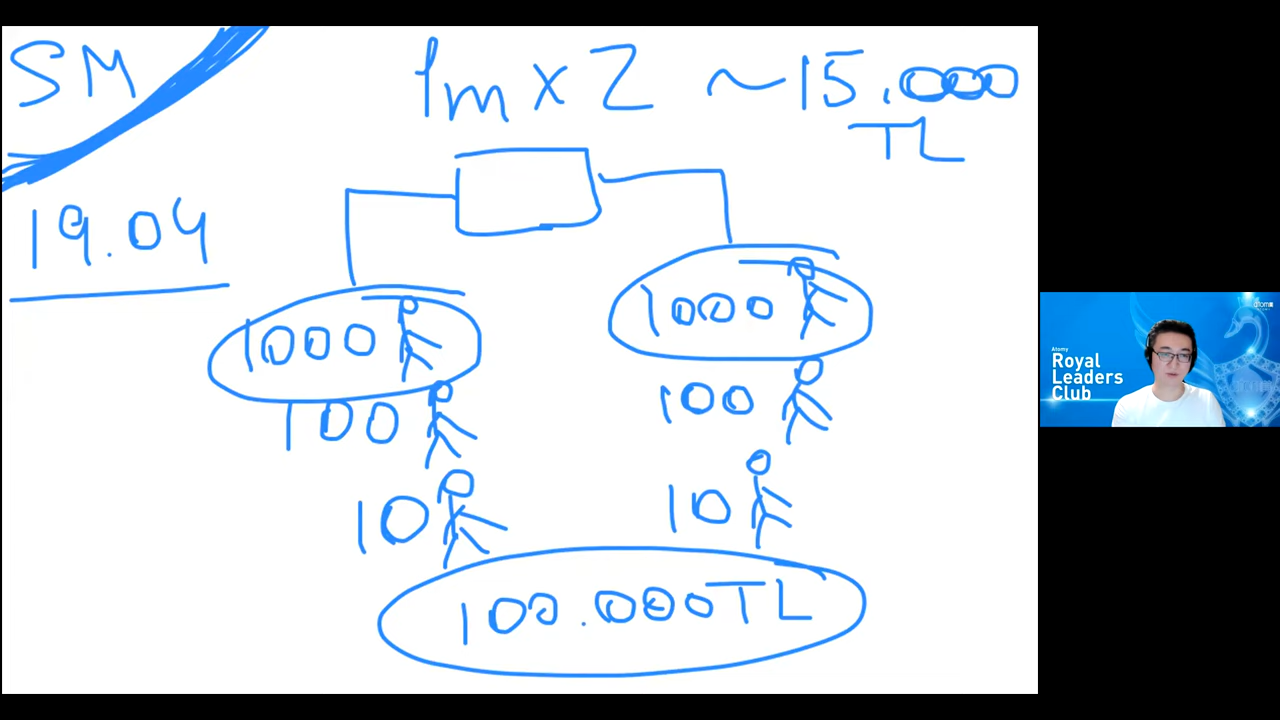 SM
1m x 2 ~15.000
TL
19.04
1000 1000
100 100
10 10
100.000TL
Atomy
Royal
Leaders
Club